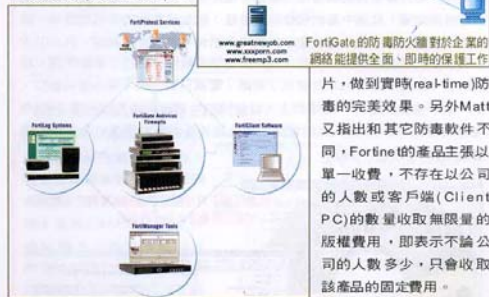 FortiProtect Services
www.greatnewjob.com
www.xxxporn.com
www.freemp3.com
FortiGate的防毒防火牆對於企業的
網絡能提供全面、即時的保護工作
FortiLog Systems
FortiGate Antivirus
Firewalls
FortiClient Software
FortiManager Tools
片，做到實時(real-time)防
毒的完美效果。另外Matt
又指出和其它防毒軟件不
同，Fortinet的產品主張以
單一收費，不存在以公司
的人數或客戶端(Client
PC)的數量收取無限量的
版權費用，即表示不論公
司的人數多少，只會收取
該產品的固定費用。